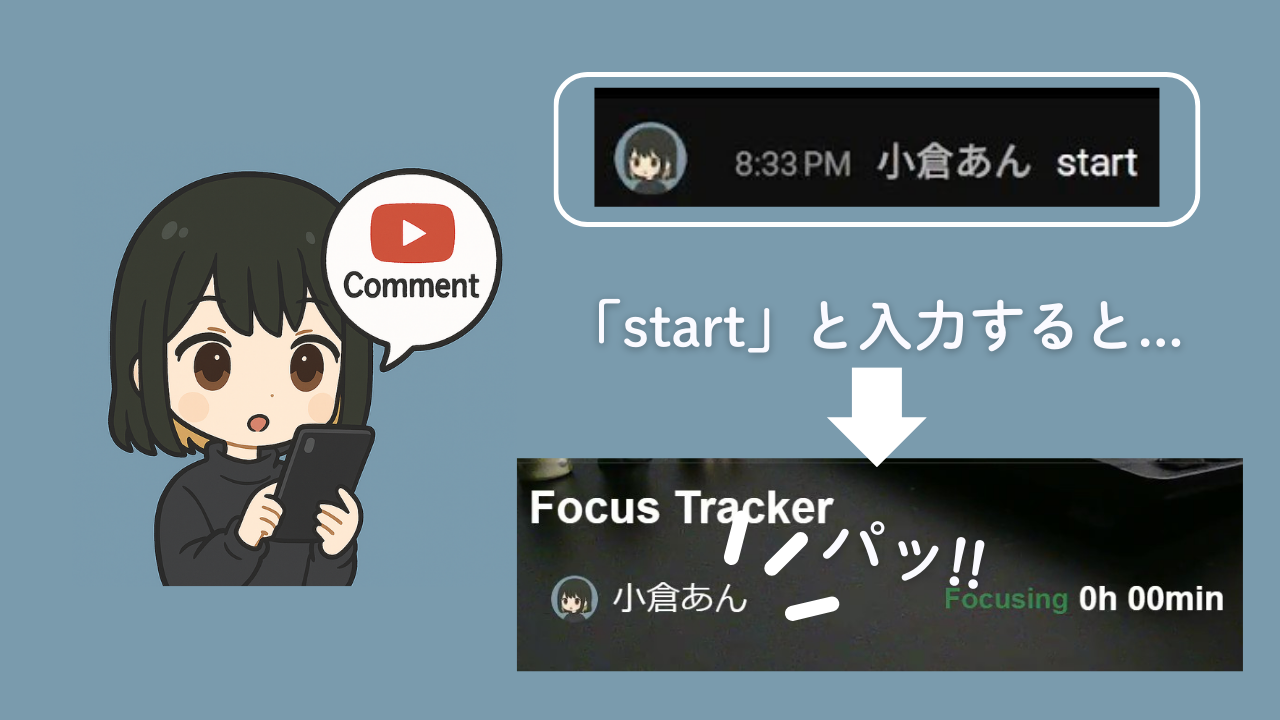 Comment
8:33 PM 小倉あん start
「start」と入力すると...
Focus Tracker
パッ!!
小倉あん Focusing 0h 00min